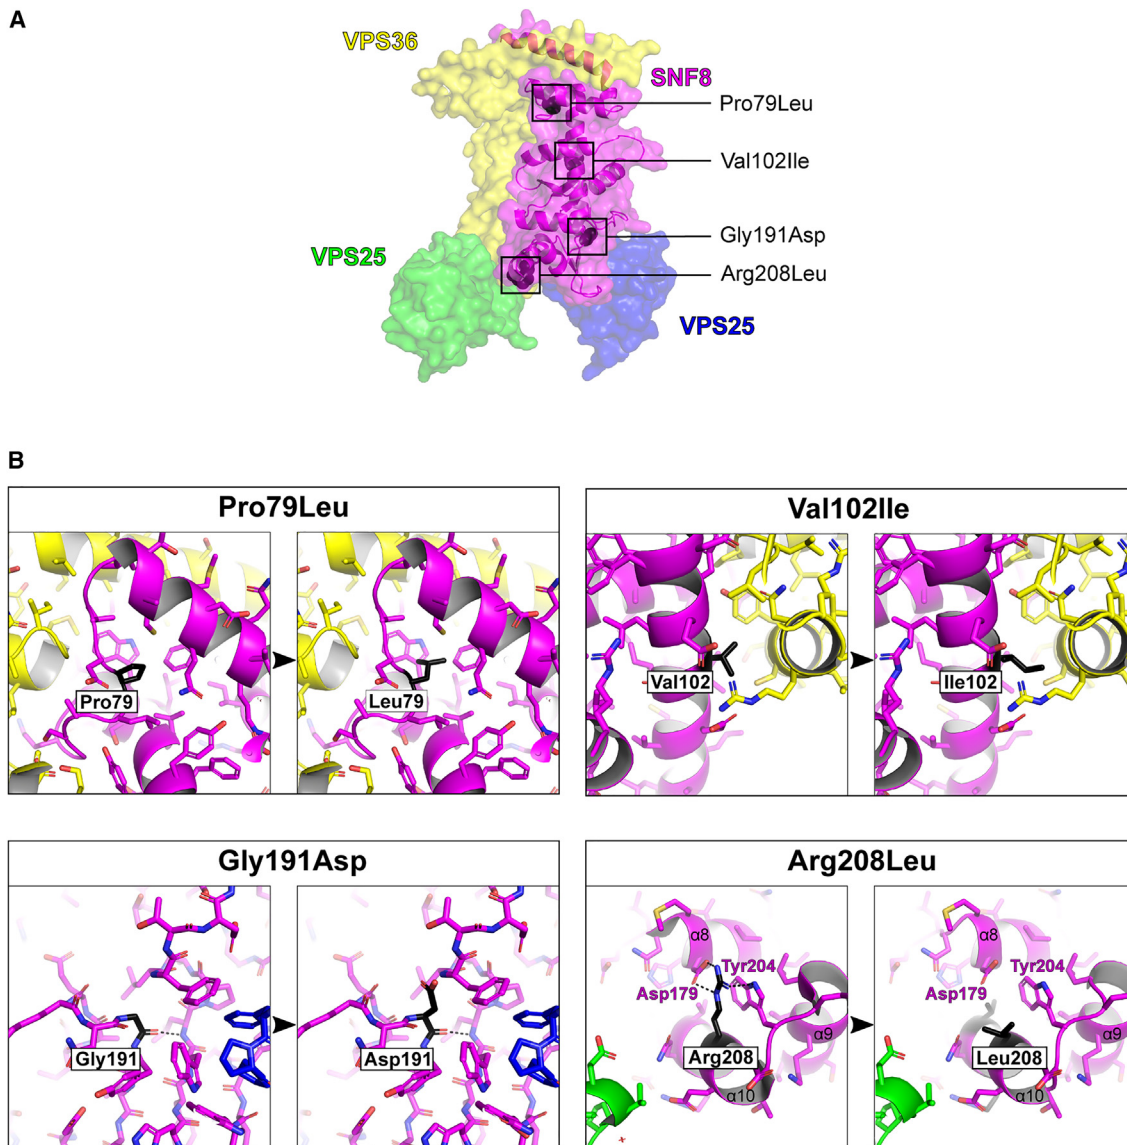 A
VPS36
SNF8
Pro79Leu
Val102Ile
Gly191Asp
VPS25
Arg208Leu
VPS25
B
Pro79Leu
Pro79
Leu79
Val102Ile
Val102
Ile102
Gly191Asp
Gly191
Asp191
Arg208Leu
α8
Tyr204
Asp179
α9
Arg208
α10
α8
Tyr204
Asp179
α9
Leu208
α10